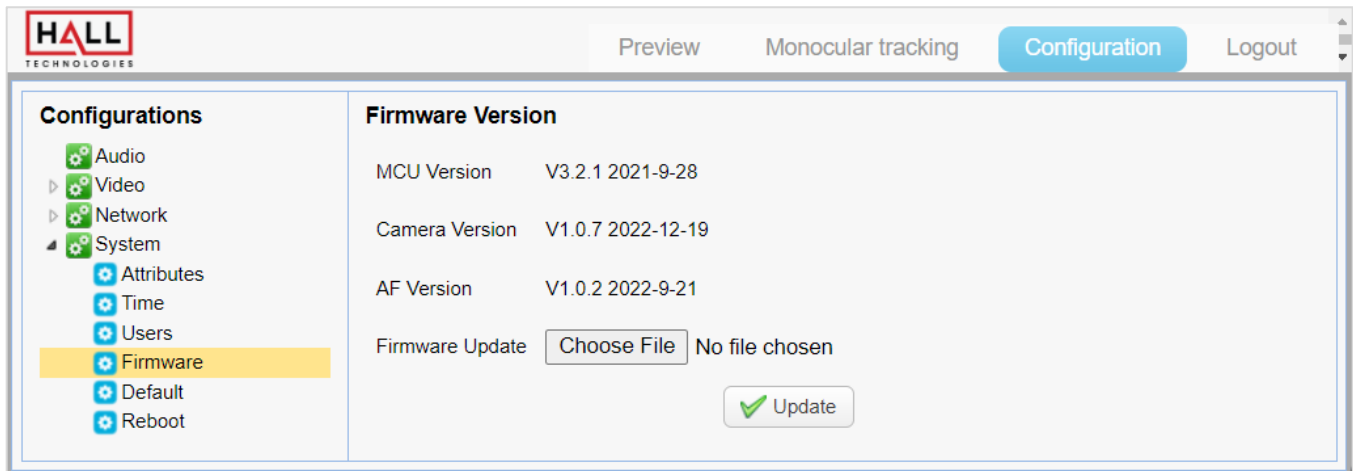 HALL
TECHNOLOGIES
Preview Monocular tracking Configuration Logout
Configurations
Audio
Video
Network
System
Attributes
Time
Users
Firmware
Default
Reboot
Firmware Version
MCU Version V3.2.1 2021-9-28
Camera Version V1.0.7 2022-12-19
AF Version V1.0.2 2022-9-21
Firmware Update Choose File No file chosen
Update